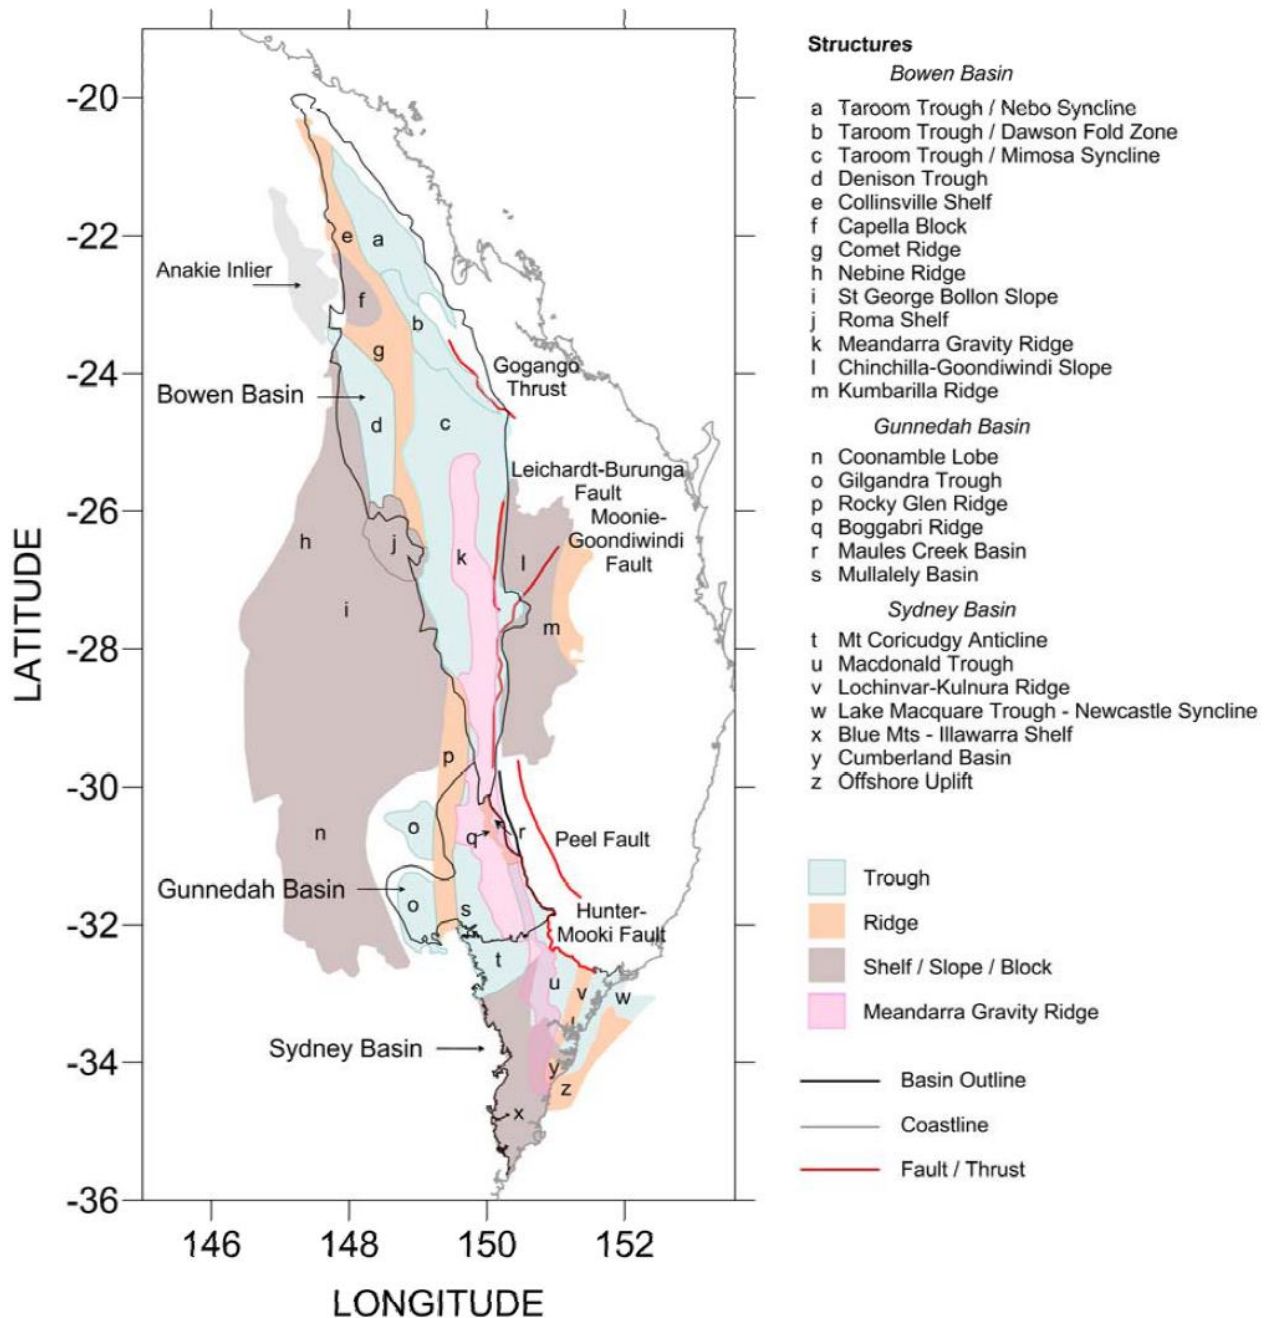 Structures
Bowen Basin
a Taroom Trough / Nebo Syncline
b Taroom Trough / Dawson Fold Zone
c Taroom Trough / Mimosa Syncline
d Denison Trough
e Collinsville Shelf
f Capella Block
g Comet Ridge
h Nebine Ridge
i St George Bollon Slope
j Roma Shelf
k Meandarra Gravity Ridge
l Chinchilla-Goondiwindi Slope
m Kumbarilla Ridge
Gunnedah Basin
n Coonamble Lobe
o Gilgandra Trough
p Rocky Glen Ridge
q Boggabri Ridge
r Maules Creek Basin
s Mullalely Basin
Sydney Basin
t Mt Coricudgy Anticline
u Macdonald Trough
v Lochinvar-Kulnura Ridge
w Lake Macquare Trough - Newcastle Syncline
x Blue Mts - Illawarra Shelf
y Cumberland Basin
z Offshore Uplift
Trough
Ridge
Shelf / Slope / Block
Meandarra Gravity Ridge
Basin Outline
Coastline
Fault / Thrust
LATITUDE
-20
-22
-24
-26
-28
-30
-32
-34
-36
146
148
150
152
LONGITUDE
Anakie Inlier
Bowen Basin
Gogango
Thrust
Leichardt-Burunga
Fault
Moonie-
Goondiwindi
Fault
Peel Fault
Gunnedah Basin
Hunter-
Mooki Fault
Sydney Basin
e
a
f
b
g
d
c
h
j
k
l
i
m
p
o
q
r
o
s
t
u
v
w
y
z
x